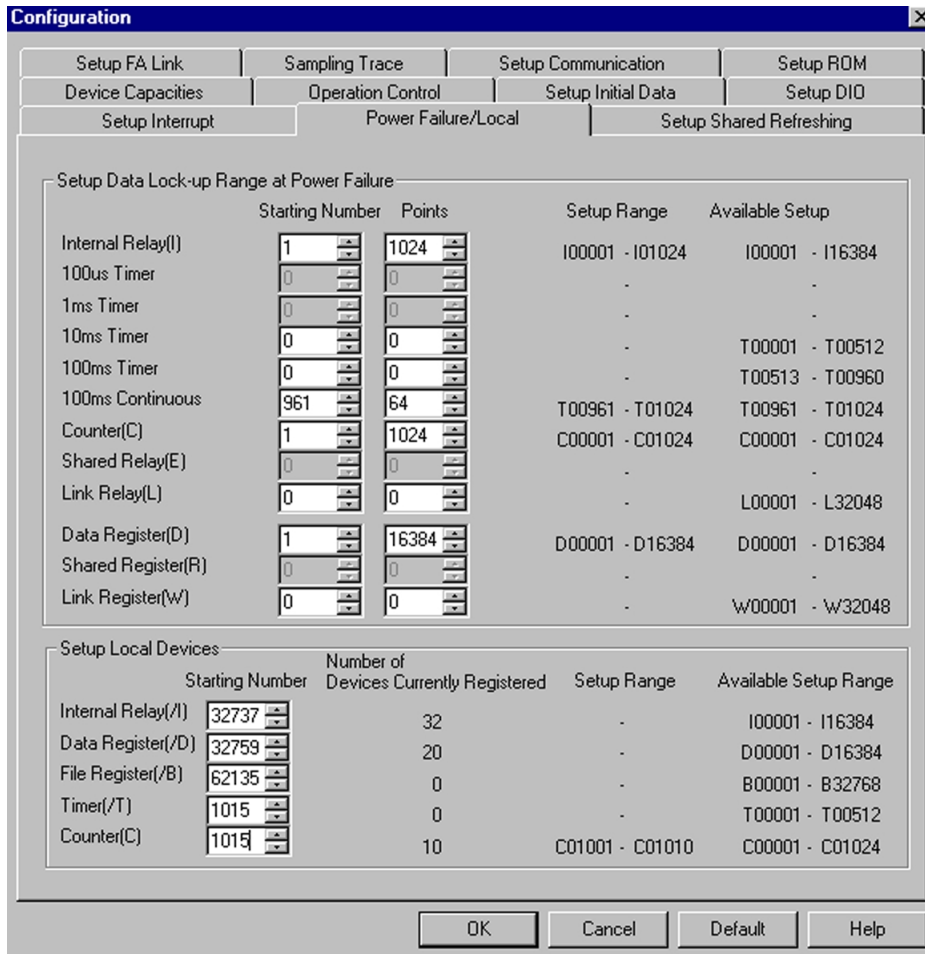 Configuration
Setup FA Link Sampling Trace Setup Communication Setup ROM
Device Capacities Operation Control Setup Initial Data Setup DIO
Setup Interrupt Power Failure/Local Setup Shared Refreshing
Setup Data Lock-up Range at Power Failure
Starting Number Points Setup Range Available Setup
Internal Relay(I) 1 1024 I00001 - I01024 I00001 - I16384
100us Timer 0 0 - -
1ms Timer 0 0 - -
10ms Timer 0 0 - T00001 - T00512
100ms Timer 0 0 - T00513 - T00960
100ms Continuous 961 64 T00961 - T01024 T00961 - T01024
Counter(C) 1 1024 C00001 - C01024 C00001 - C01024
Shared Relay(E) 0 0 - -
Link Relay(L) 0 0 - L00001 - L32048
Data Register(D) 1 16384 D00001 - D16384 D00001 - D16384
Shared Register(R) 0 0 - -
Link Register(W) 0 0 - W00001 - W32048
Setup Local Devices
Number of
Starting Number Devices Currently Registered Setup Range Available Setup Range
Internal Relay(/I) 32737 32 - I00001 - I16384
Data Register(/D) 32759 20 - D00001 - D16384
File Register(/B) 62135 0 - B00001 - B32768
Timer(/T) 1015 0 - T00001 - T00512
Counter(C) 1015 10 C01001 - C01010 C00001 - C01024
OK Cancel Default Help